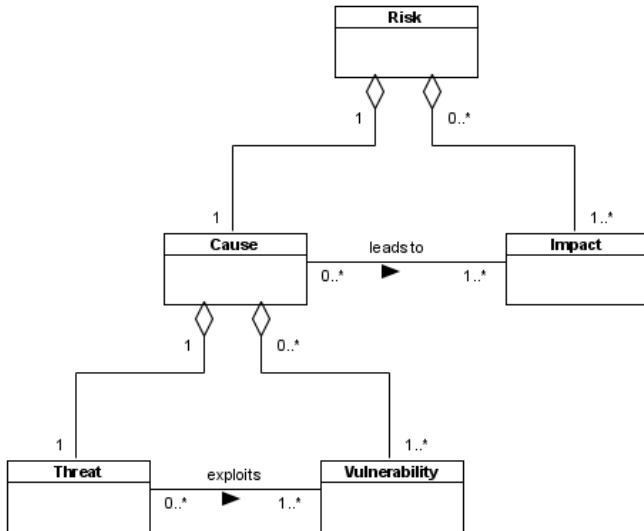 Risk
1
0..*
1
1..*
Cause
leads to
Impact
0..*
1..*
1
0..*
1
1..*
Threat
exploits
Vulnerability
0..*
1..*